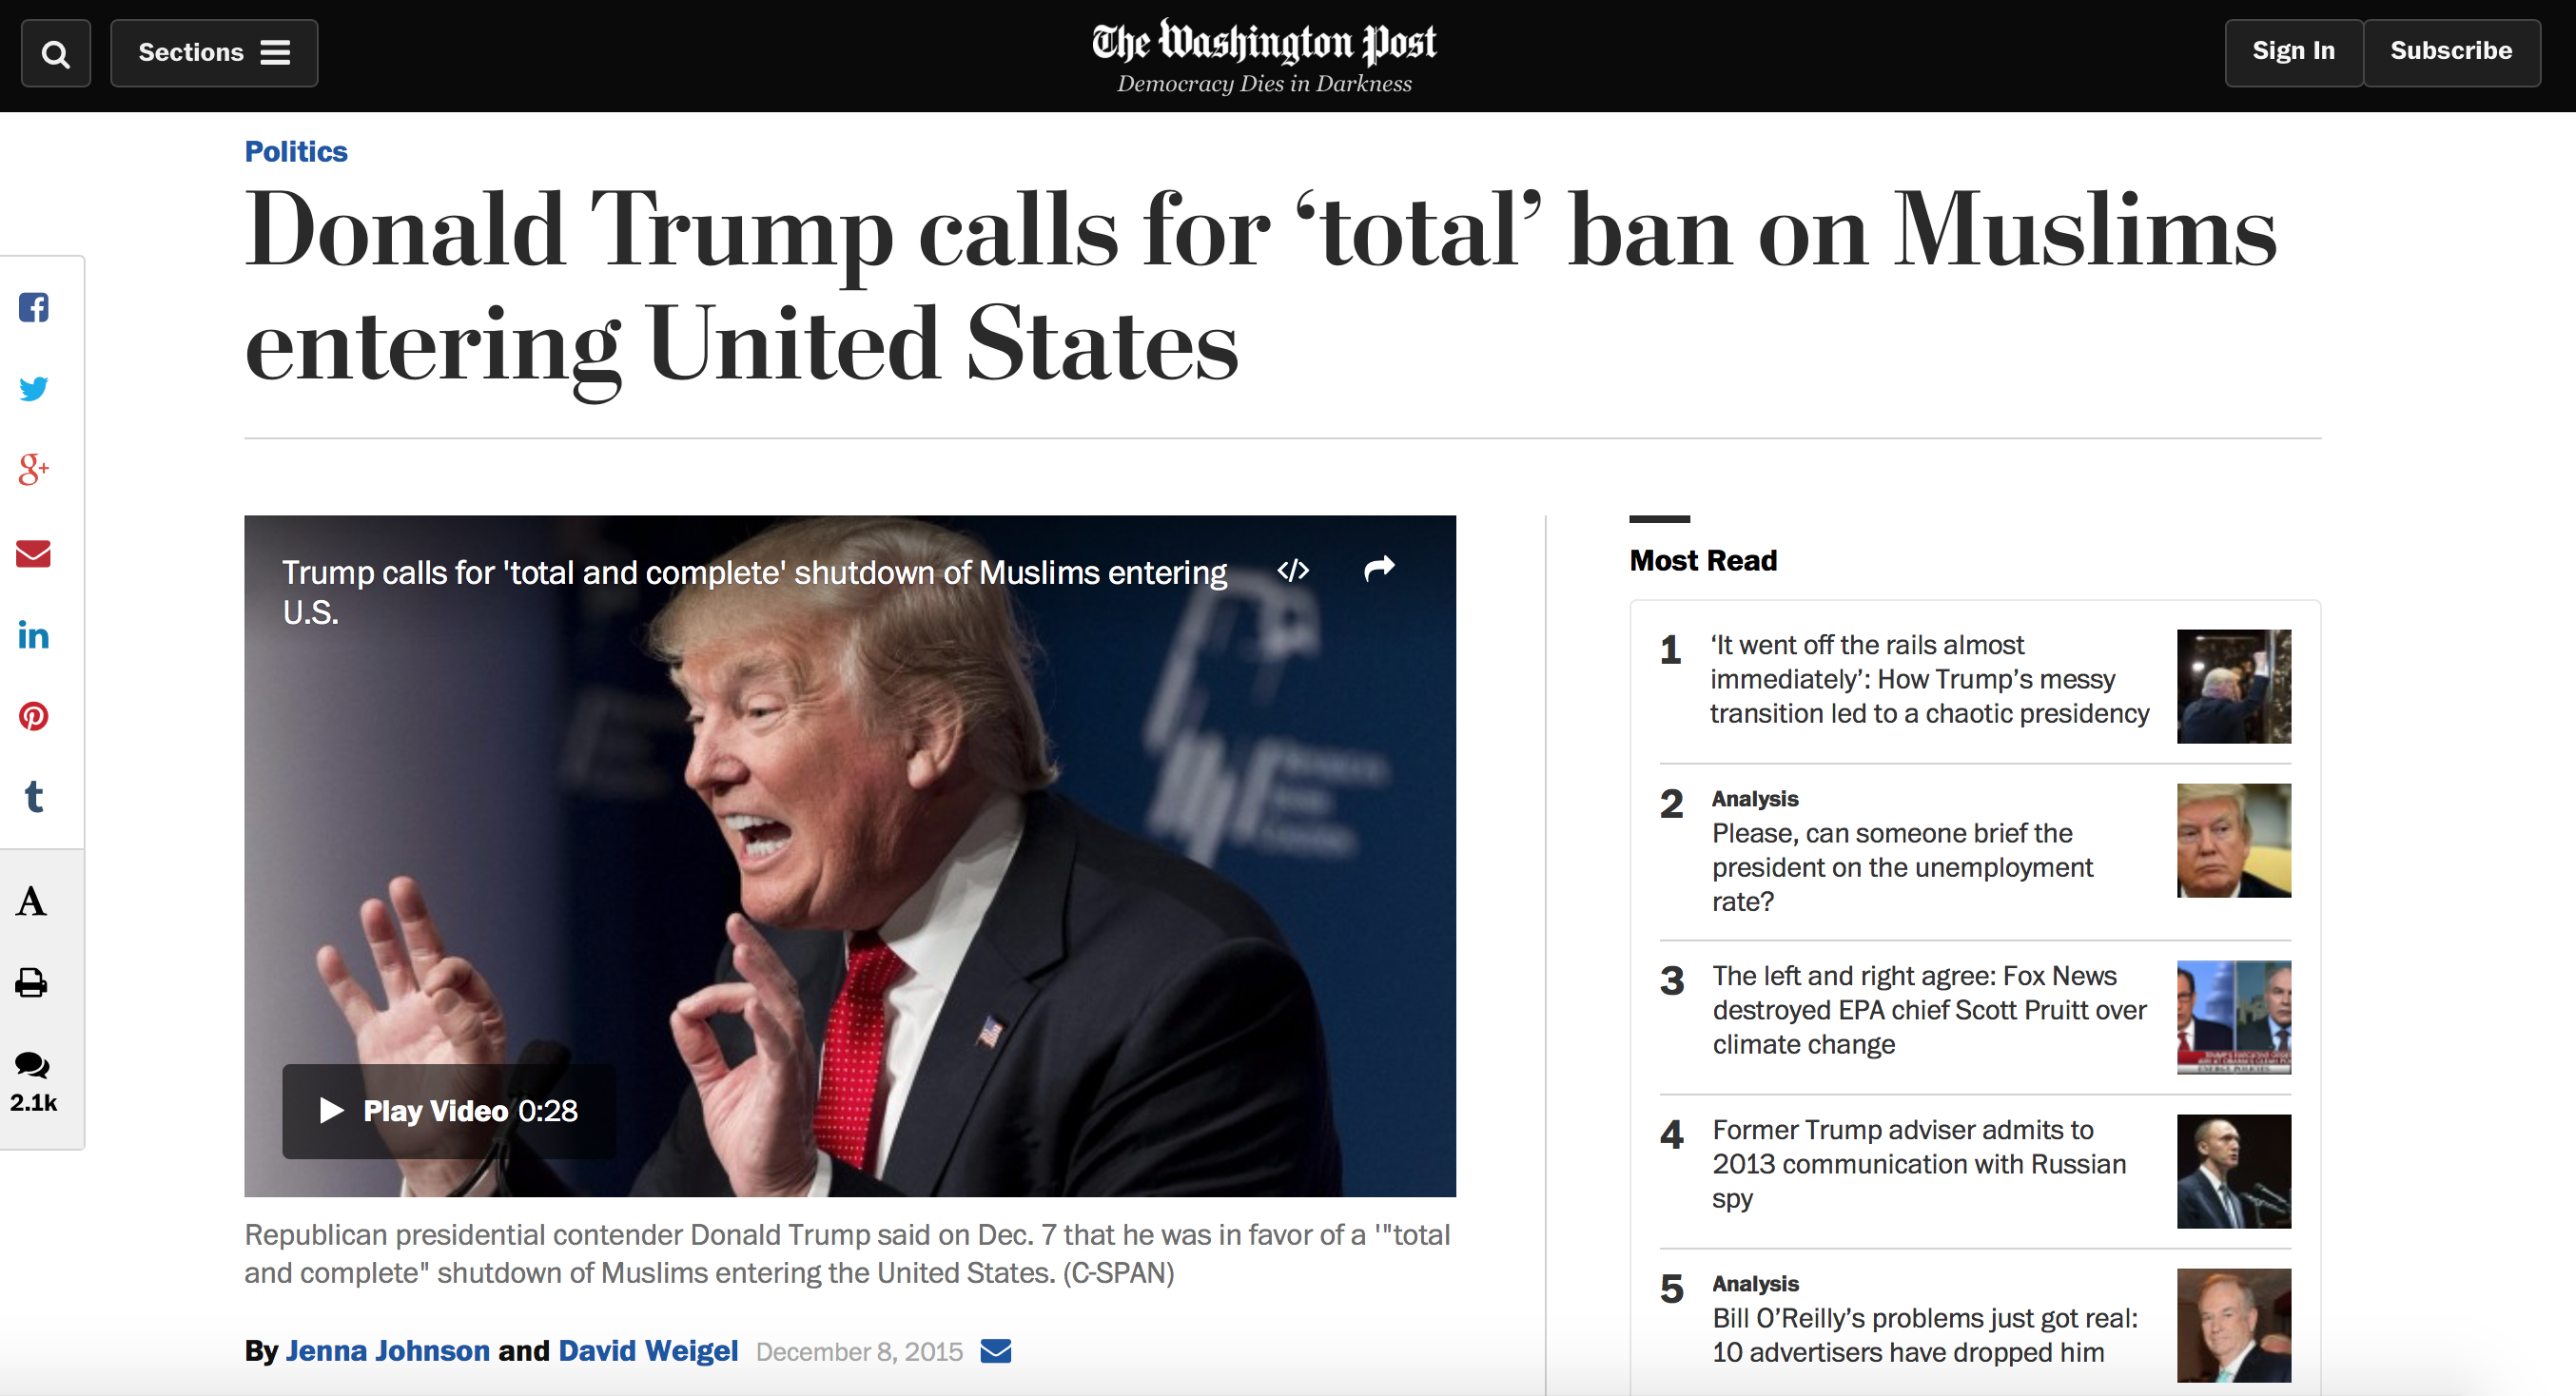 Sections
The Washington Post
Democracy Dies in Darkness
Sign In
Subscribe
Politics
Donald Trump calls for ‘total’ ban on Muslims
entering United States
g+
in
t
A
2.1k
Trump calls for 'total and complete' shutdown of Muslims entering
U.S.
Play Video 0:28
Republican presidential contender Donald Trump said on Dec. 7 that he was in favor of a '"total
and complete" shutdown of Muslims entering the United States. (C-SPAN)
By Jenna Johnson and David Weigel December 8, 2015
Most Read
1 ‘It went off the rails almost
immediately’: How Trump’s messy
transition led to a chaotic presidency
2 Analysis
Please, can someone brief the
president on the unemployment
rate?
3 The left and right agree: Fox News
destroyed EPA chief Scott Pruitt over
climate change
4 Former Trump adviser admits to
2013 communication with Russian
spy
5 Analysis
Bill O’Reilly’s problems just got real:
10 advertisers have dropped him